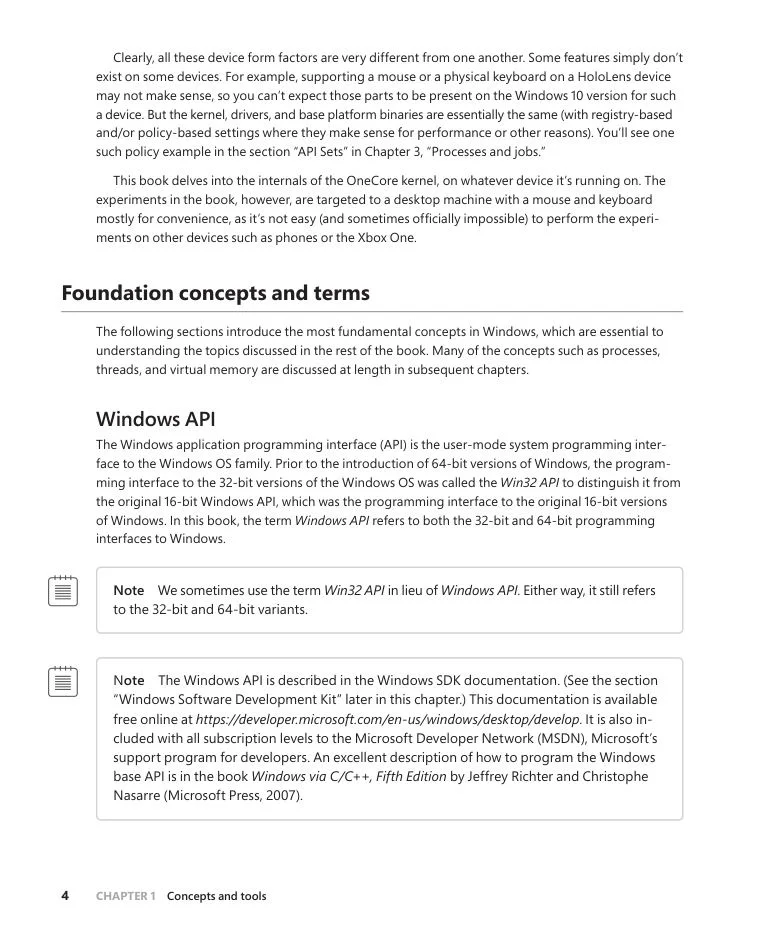 Clearly, all these device form factors are very different from one another. Some features simply don’t
exist on some devices. For example, supporting a mouse or a physical keyboard on a HoloLens device
may not make sense, so you can’t expect those parts to be present on the Windows 10 version for such
a device. But the kernel, drivers, and base platform binaries are essentially the same (with registry-based
and/or policy-based settings where they make sense for performance or other reasons). You’ll see one
such policy example in the section “API Sets” in Chapter 3, “Processes and jobs.”
This book delves into the internals of the OneCore kernel, on whatever device it’s running on. The
experiments in the book, however, are targeted to a desktop machine with a mouse and keyboard
mostly for convenience, as it’s not easy (and sometimes officially impossible) to perform the experi-
ments on other devices such as phones or the Xbox One.
Foundation concepts and terms
The following sections introduce the most fundamental concepts in Windows, which are essential to
understanding the topics discussed in the rest of the book. Many of the concepts such as processes,
threads, and virtual memory are discussed at length in subsequent chapters.
Windows API
The Windows application programming interface (API) is the user-mode system programming inter-
face to the Windows OS family. Prior to the introduction of 64-bit versions of Windows, the program-
ming interface to the 32-bit versions of the Windows OS was called the Win32 API to distinguish it from
the original 16-bit Windows API, which was the programming interface to the original 16-bit versions
of Windows. In this book, the term Windows API refers to both the 32-bit and 64-bit programming
interfaces to Windows.
Note We sometimes use the term Win32 API in lieu of Windows API. Either way, it still refers
to the 32-bit and 64-bit variants.
Note The Windows API is described in the Windows SDK documentation. (See the section
“Windows Software Development Kit” later in this chapter.) This documentation is available
free online at https://developer.microsoft.com/en-us/windows/desktop/develop. It is also in-
cluded with all subscription levels to the Microsoft Developer Network (MSDN), Microsoft’s
support program for developers. An excellent description of how to program the Windows
base API is in the book Windows via C/C++, Fifth Edition by Jeffrey Richter and Christophe
Nasarre (Microsoft Press, 2007).
4 CHAPTER 1 Concepts and tools